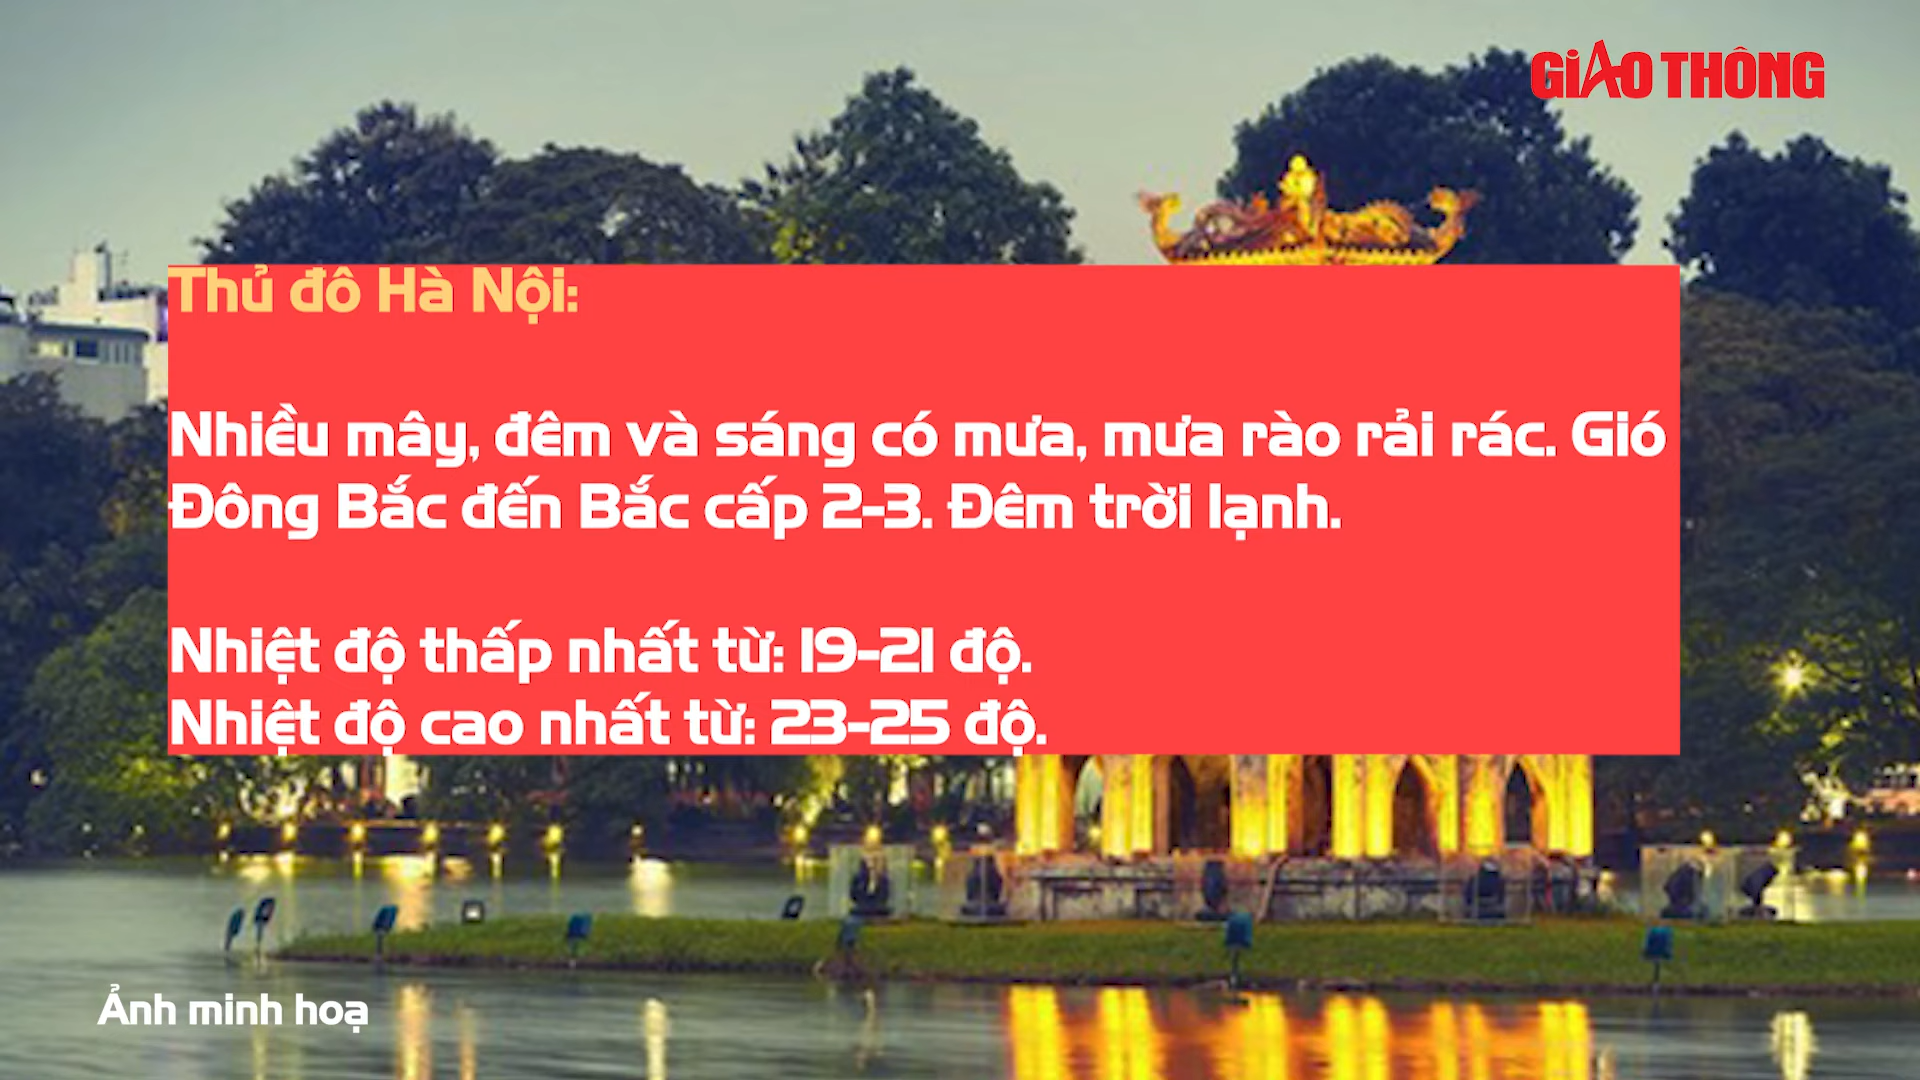 GIAO THÔNG
Thủ đô Hà Nội:
Nhiều mây, đêm và sáng có mưa, mưa rào rải rác. Gió
Đông Bắc đến Bắc cấp 2-3. Đêm trời lạnh.
Nhiệt độ thấp nhất từ: 19-21 độ.
Nhiệt độ cao nhất từ: 23-25 độ.
Ảnh minh hoạ